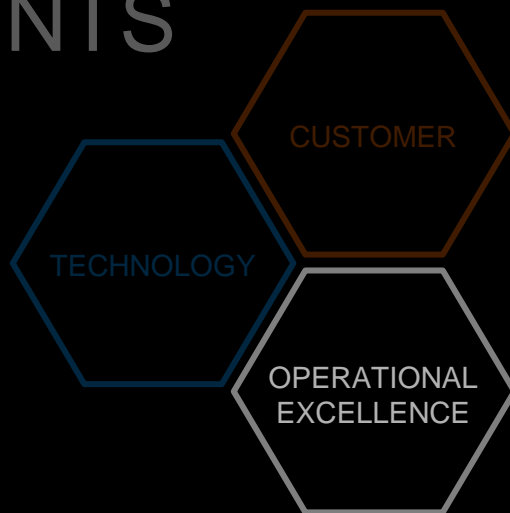 NTS
CUSTOMER
TECHNOLOGY
OPERATIONAL
EXCELLENCE